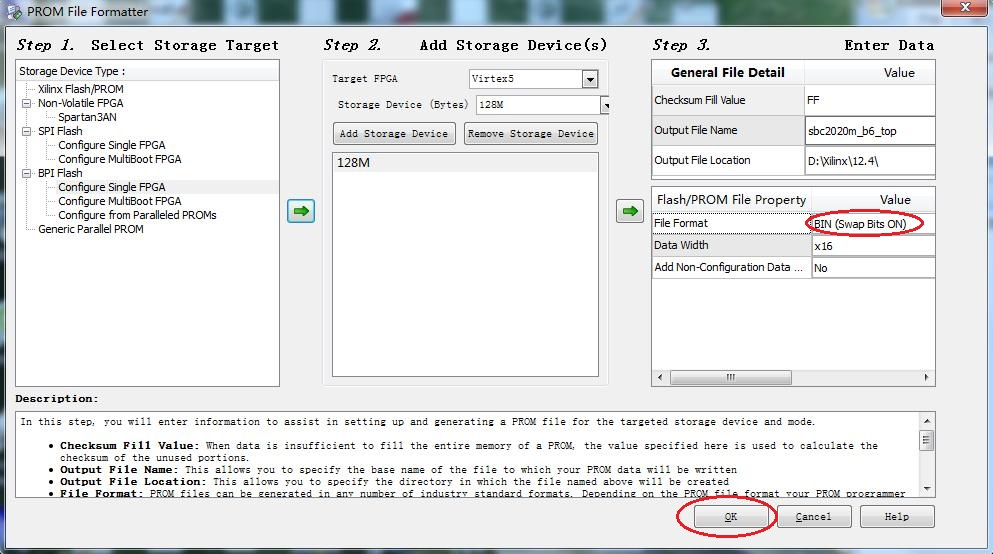 PROM File Formatter
Step 1. Select Storage Target
Storage Device Type :
Xilinx Flash/PROM
Non-Volatile FPGA
Spartan3AN
SPI Flash
Configure Single FPGA
Configure MultiBoot FPGA
BPI Flash
Configure Single FPGA
Configure MultiBoot FPGA
Configure from Paralleled PROMs
Generic Parallel PROM
Step 2. Add Storage Device(s)
Target FPGA Virtex5
Storage Device (Bytes) 128M
Add Storage Device Remove Storage Device
128M
Step 3. Enter Data
General File Detail Value
Checksum Fill Value FF
Output File Name sbc2020m_b6_top
Output File Location D:\Xilinx\12.4\
Flash/PROM File Property Value
File Format BIN (Swap Bits ON)
Data Width x16
Add Non-Configuration Data ... No
Description:
In this step, you will enter information to assist in setting up and generating a PROM file for the targeted storage device and mode.
• Checksum Fill Value: When data is insufficient to fill the entire memory of a PROM, the value specified here is used to calculate the
checksum of the unused portions.
• Output File Name: This allows you to specify the base name of the file to which your PROM data will be written
• Output File Location: This allows you to specify the directory in which the file named above will be created
• File Format: PROM files can be generated in any number of industry standard formats. Depending on the PROM file format your PROM programmer
OK Cancel Help